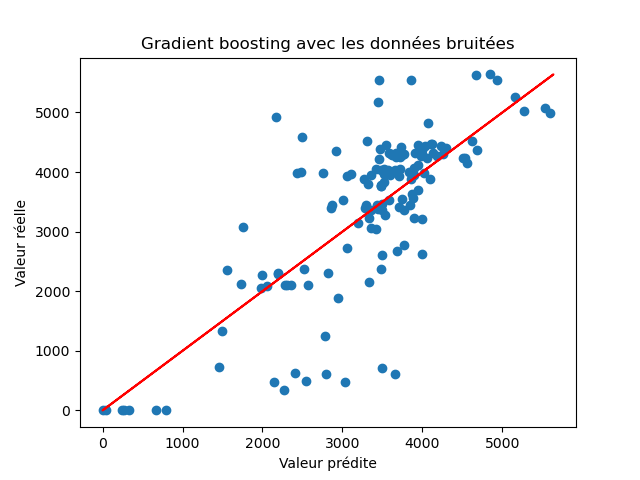 Gradient boosting avec les données bruitées
Valeur réelle
5000
4000
3000
2000
1000
0
0 1000 2000 3000 4000 5000
Valeur prédite